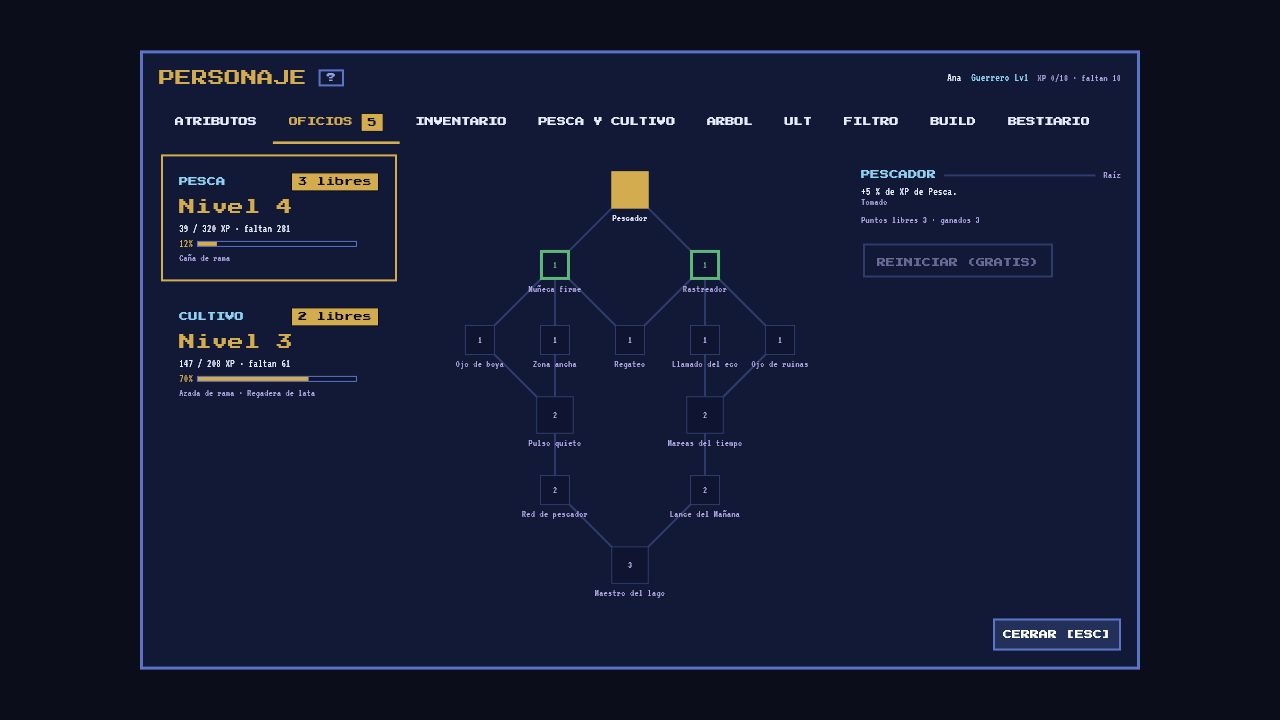 PERSONAJE ?
Ana Guerrero Lv1 XP 0/10 · faltan 10
ATRIBUTOS OFICIOS 5 INVENTARIO PESCA Y CULTIVO ARBOL ULT FILTRO BUILD BESTIARIO
PESCA 3 libres
Nivel 4
39 / 320 XP · faltan 281
12%
Caña de rama
CULTIVO 2 libres
Nivel 3
147 / 208 XP · faltan 61
70%
Azada de rama · Regadera de lata
Pescador
1 1
Muñeca firme Rastreador
1 1 1 1 1
Ojo de boya Zona ancha Regateo Llamado del eco Ojo de ruinas
2 2
Pulso quieto Mareas del tiempo
2 2
Red de pescador Lance del Mañana
3
Maestro del lago
PESCADOR Raíz
+5 % de XP de Pesca.
Tomado
Puntos libres 3 · ganados 3
REINICIAR (GRATIS)
CERRAR [ESC]